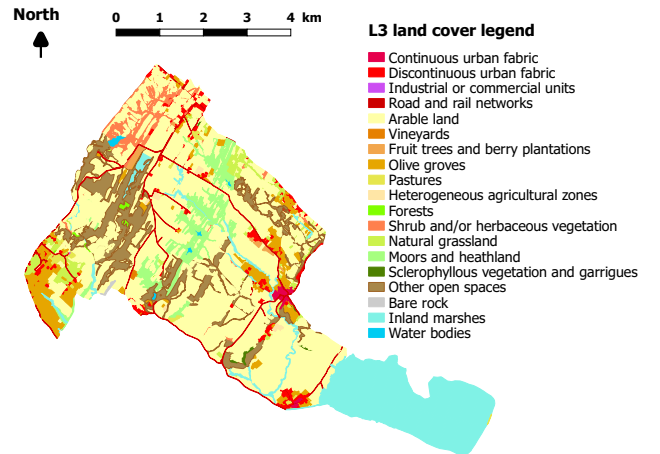 North
0 1 2 3 4 km
L3 land cover legend
Continuous urban fabric
Discontinuous urban fabric
Industrial or commercial units
Road and rail networks
Arable land
Vineyards
Fruit trees and berry plantations
Olive groves
Pastures
Heterogeneous agricultural zones
Forests
Shrub and/or herbaceous vegetation
Natural grassland
Moors and heathland
Sclerophyllous vegetation and garrigues
Other open spaces
Bare rock
Inland marshes
Water bodies